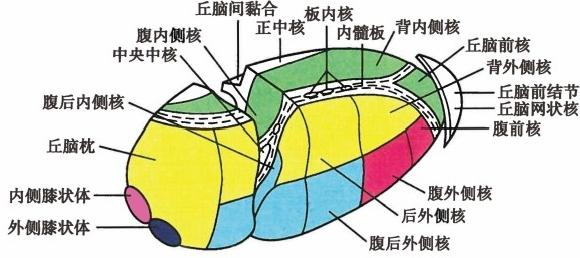 丘脑间黏合
板内核
背内侧核
腹内侧核
正中核
内髓板
中央中核
丘脑前核
背外侧核
腹后内侧核
丘脑前结节
丘脑网状核
丘脑枕
腹前核
内侧膝状体
腹外侧核
外侧膝状体
后外侧核
腹后外侧核